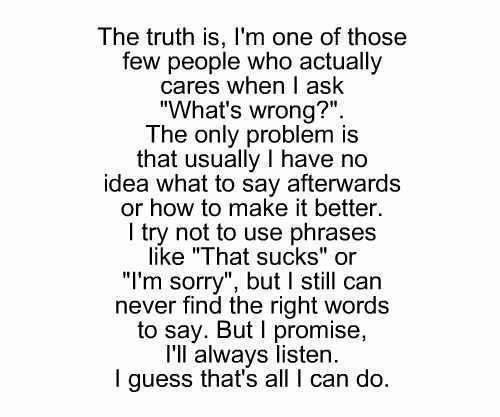 The truth is, I'm one of those
few people who actually
cares when I ask
"What's wrong?".
The only problem is
that usually I have no
idea what to say afterwards
or how to make it better.
I try not to use phrases
like "That sucks" or
"I'm sorry", but I still can
never find the right words
to say. But I promise,
I'll always listen.
I guess that's all I can do.